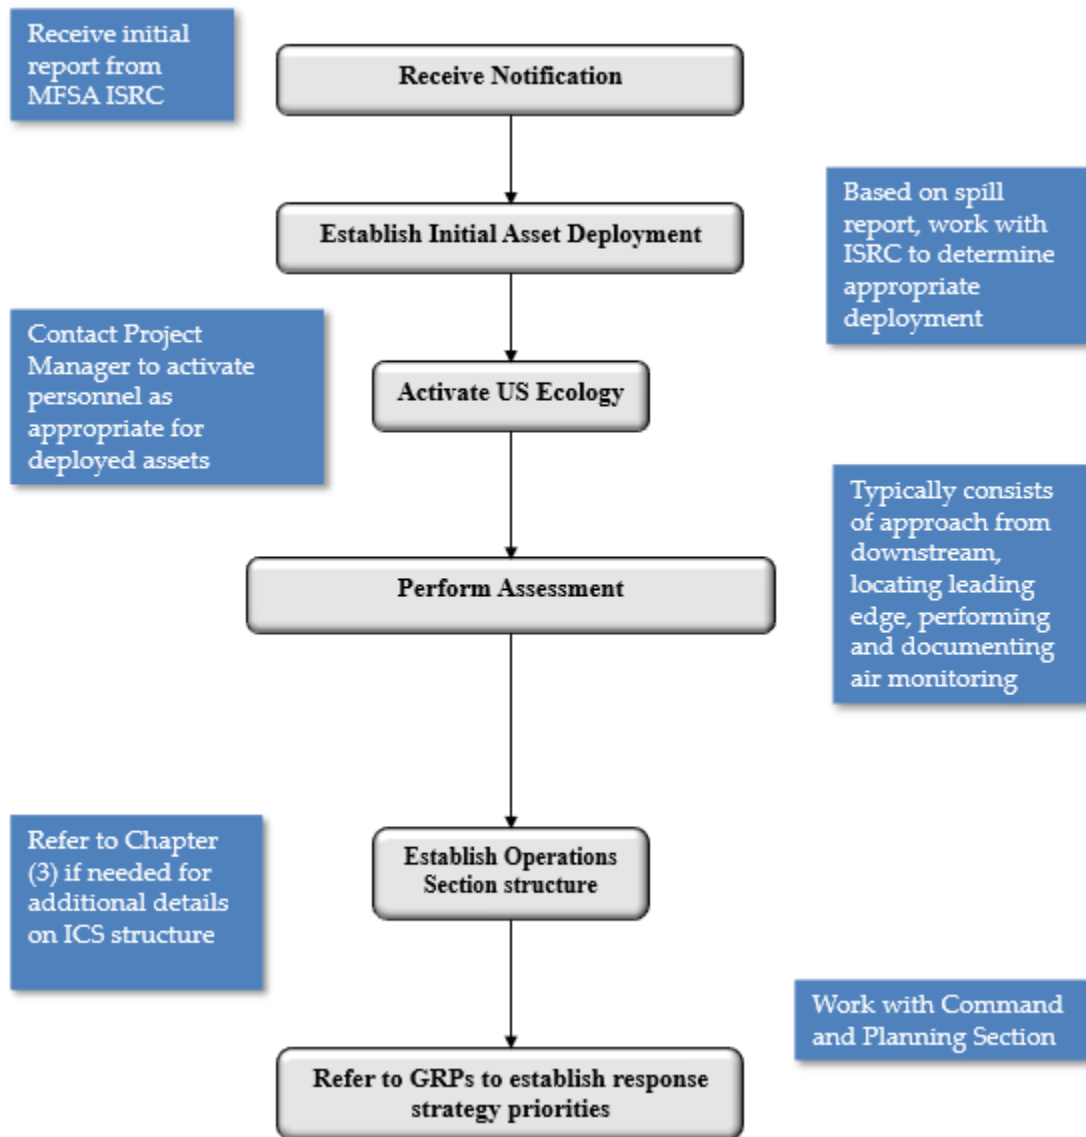 Receive initial
report from
MFSA ISRC
Receive Notification
Based on spill
report, work with
ISRC to determine
appropriate
deployment
Establish Initial Asset Deployment
Contact Project
Manager to activate
personnel as
appropriate for
deployed assets
Activate US Ecology
Typically consists
of approach from
downstream,
locating leading
edge, performing
and documenting
air monitoring
Perform Assessment
Refer to Chapter
(3) if needed for
additional details
on ICS structure
Establish Operations
Section structure
Work with Command
and Planning Section
Refer to GRPs to establish response
strategy priorities